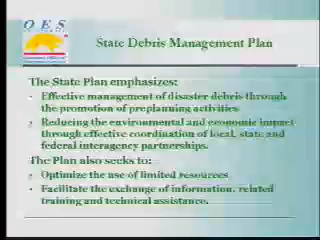 O E S
State Debris Management Plan
The State Plan emphasizes:
- Effective management of disaster debris through
the promotion of preplanning activities
- Reducing the environmental and economic impact
through effective coordination of local, state and
federal interagency partnerships.
The Plan also seeks to:
- Optimize the use of limited resources
- Facilitate the exchange of information, related
training and technical assistance.